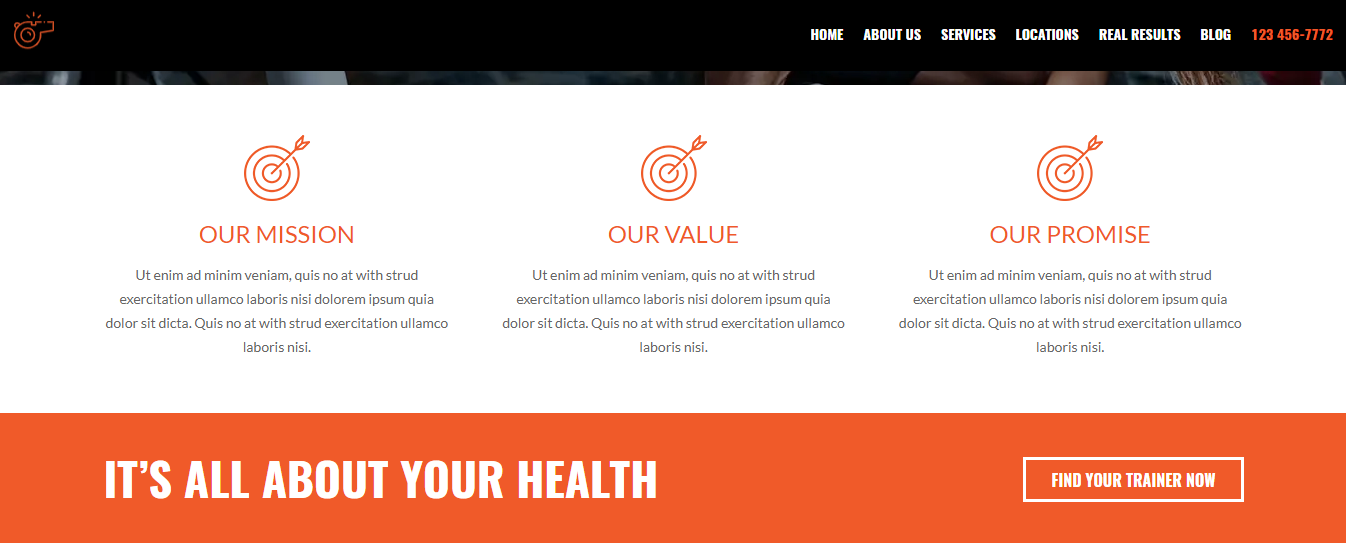 HOME ABOUT US SERVICES LOCATIONS REAL RESULTS BLOG 123 456-7772
OUR MISSION
Ut enim ad minim veniam, quis no at with strud
exercitation ullamco laboris nisi dolorem ipsum quia
dolor sit dicta. Quis no at with strud exercitation ullamco
laboris nisi.
OUR VALUE
Ut enim ad minim veniam, quis no at with strud
exercitation ullamco laboris nisi dolorem ipsum quia
dolor sit dicta. Quis no at with strud exercitation ullamco
laboris nisi.
OUR PROMISE
Ut enim ad minim veniam, quis no at with strud
exercitation ullamco laboris nisi dolorem ipsum quia
dolor sit dicta. Quis no at with strud exercitation ullamco
laboris nisi.
IT’S ALL ABOUT YOUR HEALTH
FIND YOUR TRAINER NOW